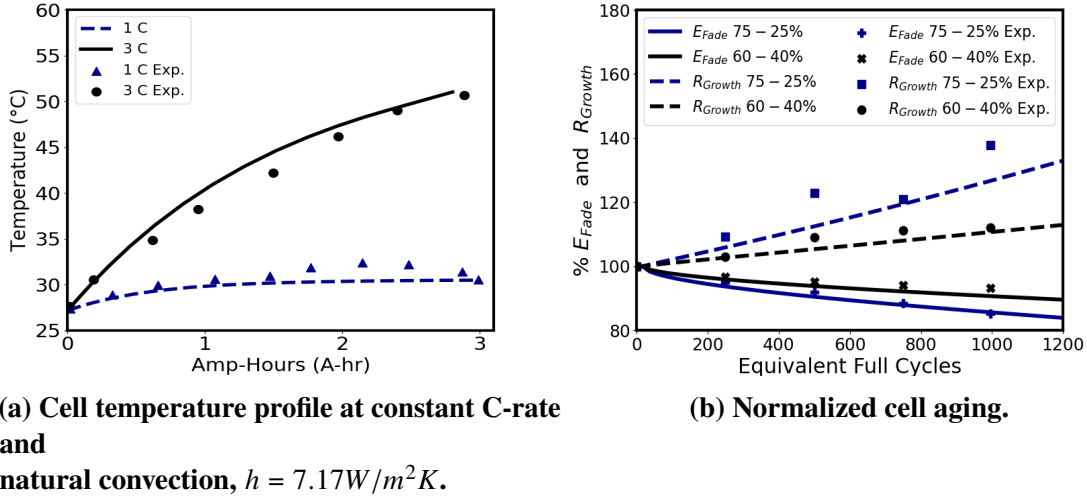 60
55
50
45
40
35
30
25
0
1
2
3
Temperature (°C)
Amp-Hours (A-hr)
1 C
3 C
1 C Exp.
3 C Exp.
180
160
140
120
100
80
0
200
400
600
800
1000
1200
% E_Fade and R_Growth
Equivalent Full Cycles
E_Fade 75 − 25%
E_Fade 60 − 40%
R_Growth 75 − 25%
R_Growth 60 − 40%
E_Fade 75 − 25% Exp.
E_Fade 60 − 40% Exp.
R_Growth 75 − 25% Exp.
R_Growth 60 − 40% Exp.
(a) Cell temperature profile at constant C-rate
and
natural convection, h = 7.17W/m²K.
(b) Normalized cell aging.